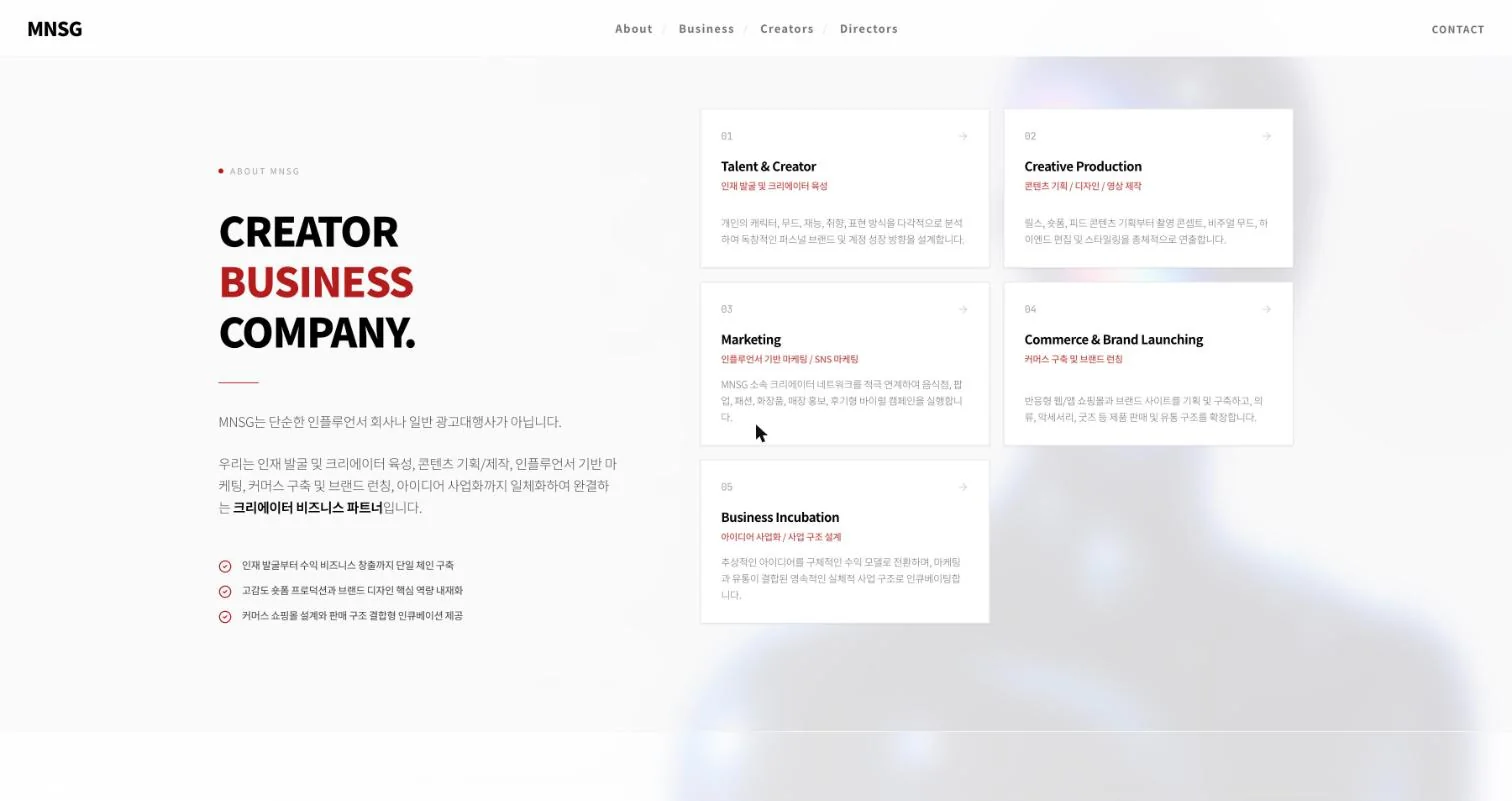 MNSG
About / Business / Creators / Directors
CONTACT
ABOUT MNSG
CREATOR
BUSINESS
COMPANY.
MNSG는 단순한 인플루언서 회사나 일반 광고대행사가 아닙니다.
우리는 인재 발굴 및 크리에이터 육성, 콘텐츠 기획/제작, 인플루언서 기반 마
케팅, 커머스 구축 및 브랜드 런칭, 아이디어 사업화까지 일체화하여 완결하
는 크리에이터 비즈니스 파트너입니다.
인재 발굴부터 수익 비즈니스 창출까지 단일 체인 구축
고감도 숏폼 프로덕션과 브랜드 디자인 핵심 역량 내재화
커머스 쇼핑몰 설계와 판매 구조 결합형 인큐베이션 제공
01
Talent & Creator
인재 발굴 및 크리에이터 육성
개인의 캐릭터, 무드, 재능, 취향, 표현 방식을 다각적으로 분석
하여 독창적인 퍼스널 브랜드 및 계정 성장 방향을 설계합니다.
02
Creative Production
콘텐츠 기획 / 디자인 / 영상 제작
릴스, 숏폼, 피드 콘텐츠 기획부터 촬영 콘셉트, 비주얼 무드, 하
이엔드 편집 및 스타일링을 총체적으로 연출합니다.
03
Marketing
인플루언서 기반 마케팅 / SNS 마케팅
MNSG 소속 크리에이터 네트워크를 적극 연계하여 음식점, 팝
업, 패션, 화장품, 매장 홍보, 후기형 바이럴 캠페인을 실행합니
다.
04
Commerce & Brand Launching
커머스 구축 및 브랜드 런칭
반응형 웹/앱 쇼핑몰과 브랜드 사이트를 기획 및 구축하고, 의
류, 악세서리, 굿즈 등 제품 판매 및 유통 구조를 확장합니다.
05
Business Incubation
아이디어 사업화 / 사업 구조 설계
추상적인 아이디어를 구체적인 수익 모델로 전환하며, 마케팅
과 유통이 결합된 영속적인 실체적 사업 구조로 인큐베이팅합
니다.